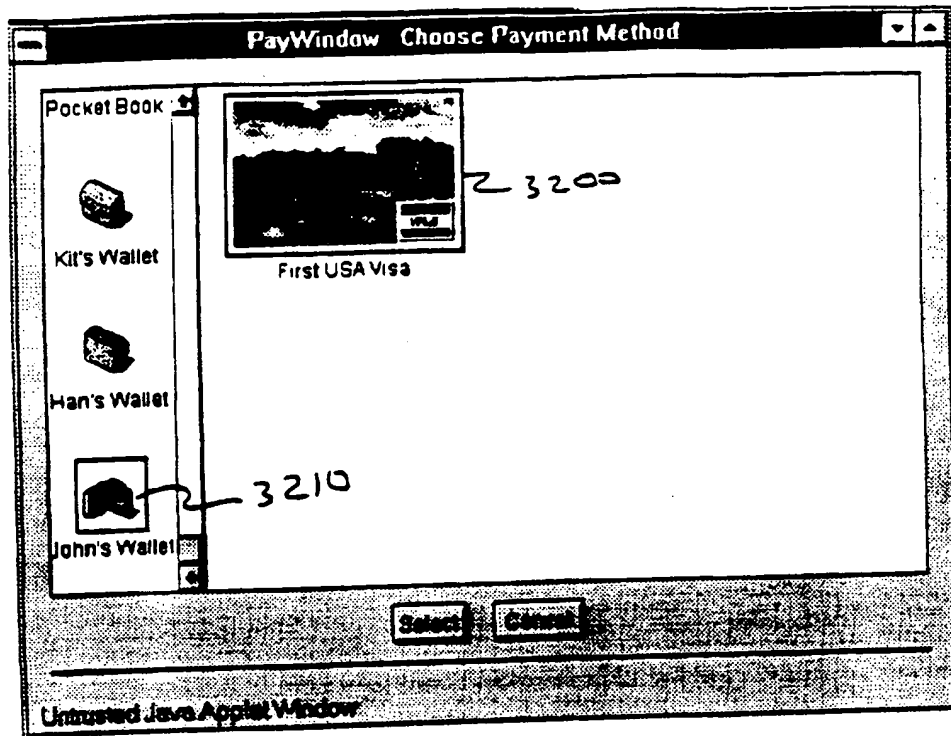 PayWindow Choose Payment Method
Pocket Book
3200
Kit's Wallet
First USA Visa
Han's Wallet
3210
John's Wallet
Select Cancel
Untrusted Java Applet Window